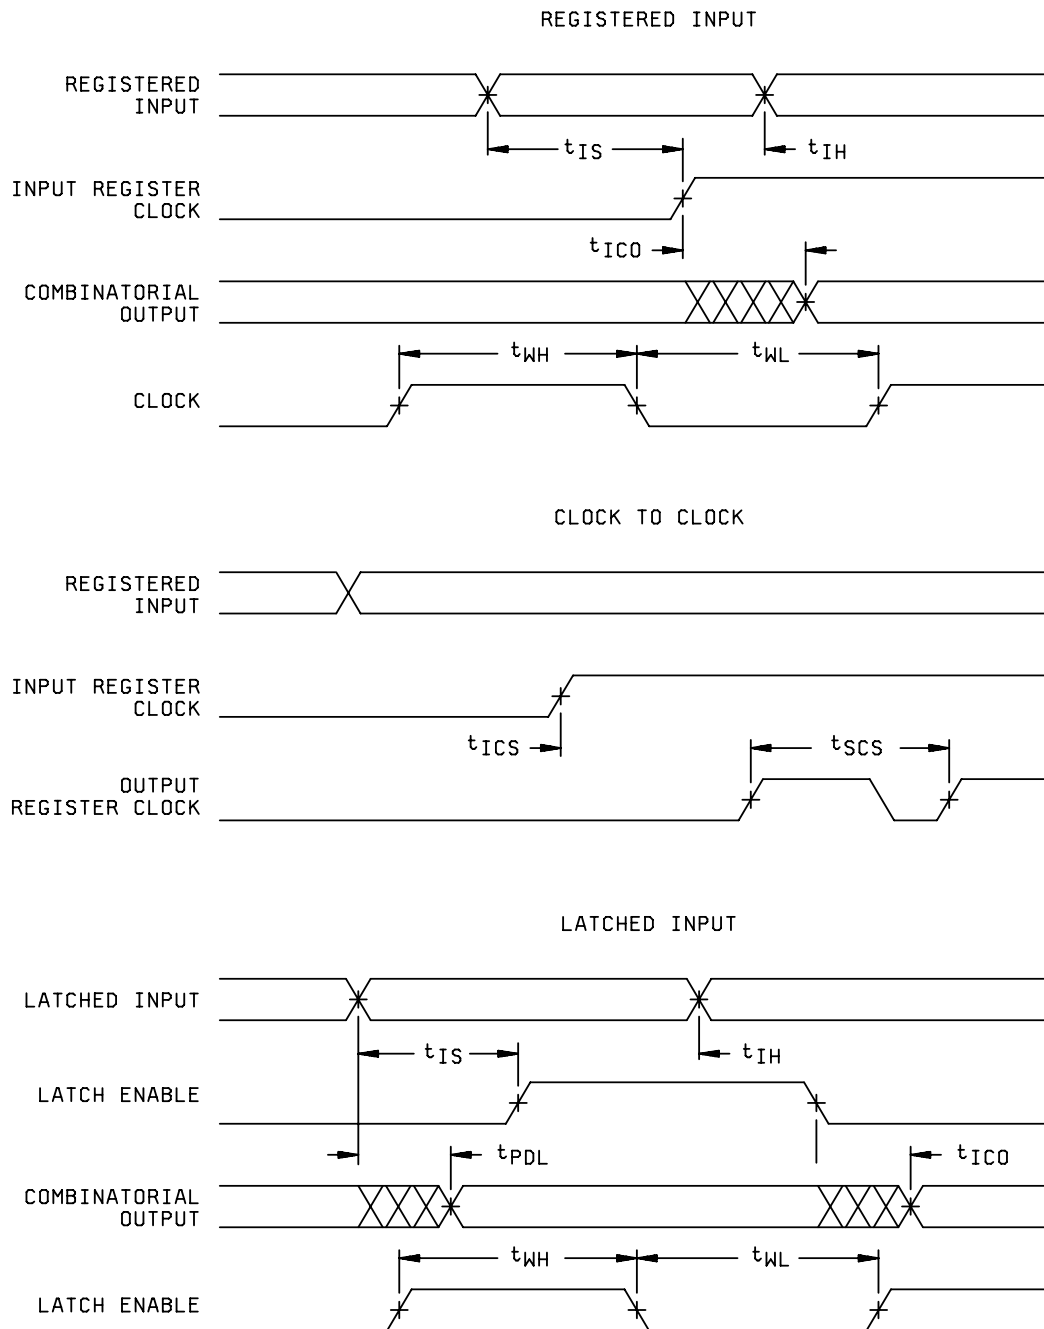 REGISTERED INPUT
REGISTERED
INPUT
tIS
tIH
INPUT REGISTER
CLOCK
tICO
COMBINATORIAL
OUTPUT
tWH
tWL
CLOCK
CLOCK TO CLOCK
REGISTERED
INPUT
INPUT REGISTER
CLOCK
tICS
tSCS
OUTPUT
REGISTER CLOCK
LATCHED INPUT
LATCHED INPUT
tIS
tIH
LATCH ENABLE
tPDL
tICO
COMBINATORIAL
OUTPUT
tWH
tWL
LATCH ENABLE